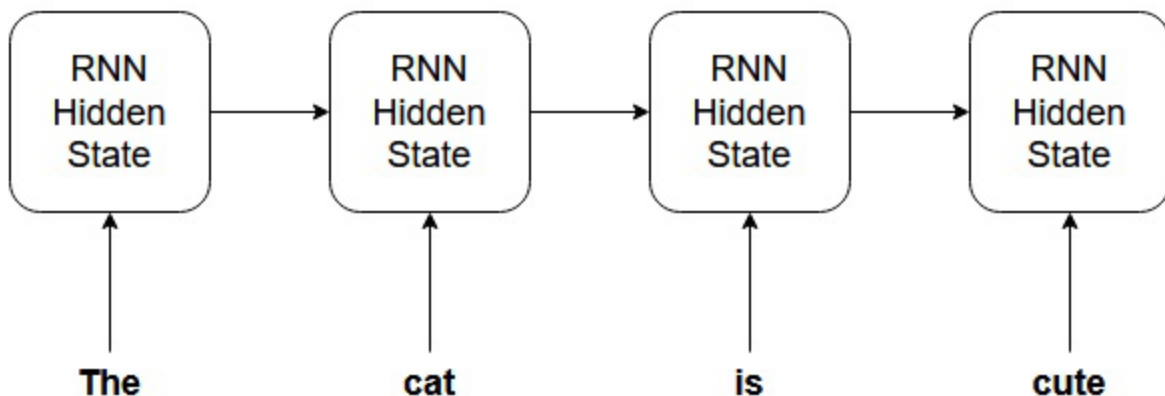 RNN
Hidden
State
RNN
Hidden
State
RNN
Hidden
State
RNN
Hidden
State
The
cat
is
cute